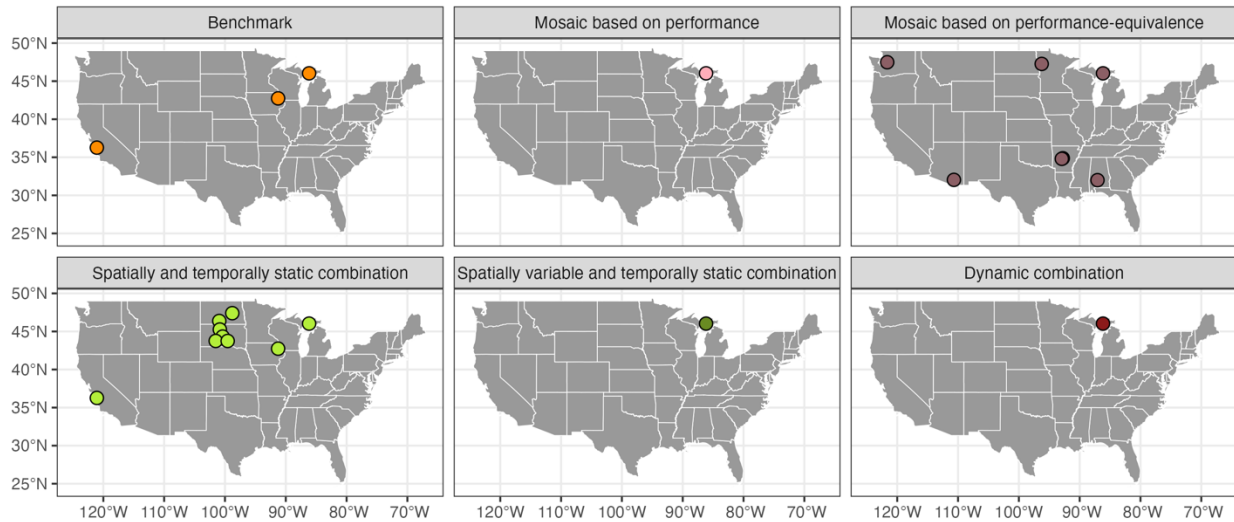 Benchmark
Mosaic based on performance
Mosaic based on performance-equivalence
50°N
45°N
40°N
35°N
30°N
25°N
Spatially and temporally static combination
Spatially variable and temporally static combination
Dynamic combination
50°N
45°N
40°N
35°N
30°N
25°N
120°W 110°W 100°W 90°W 80°W 70°W
120°W 110°W 100°W 90°W 80°W 70°W
120°W 110°W 100°W 90°W 80°W 70°W